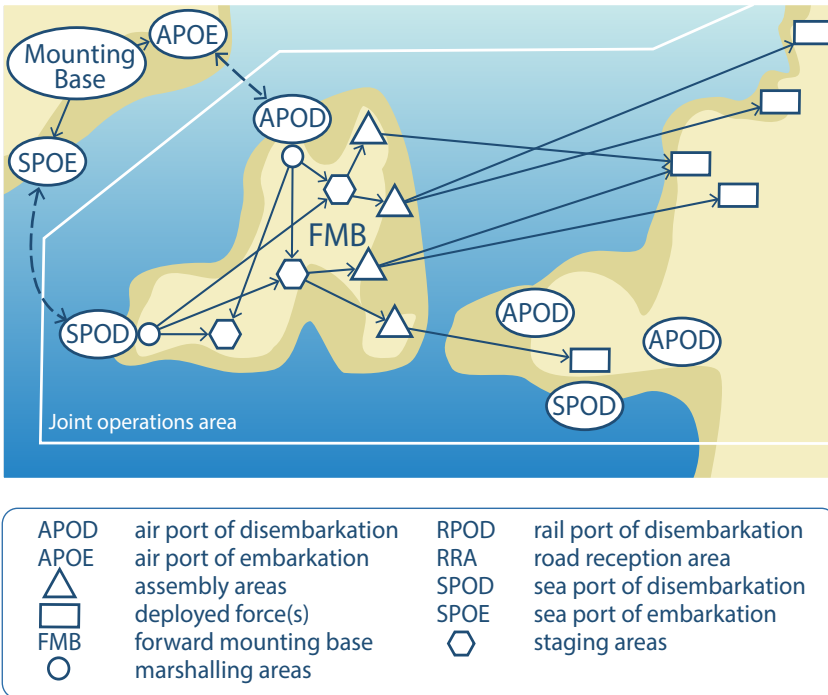 Mounting
Base
APOE
SPOE
APOD
FMB
SPOD
APOD
APOD
SPOD
Joint operations area
APOD air port of disembarkation
APOE air port of embarkation
assembly areas
deployed force(s)
FMB forward mounting base
marshalling areas
RPOD rail port of disembarkation
RRA road reception area
SPOD sea port of disembarkation
SPOE sea port of embarkation
staging areas